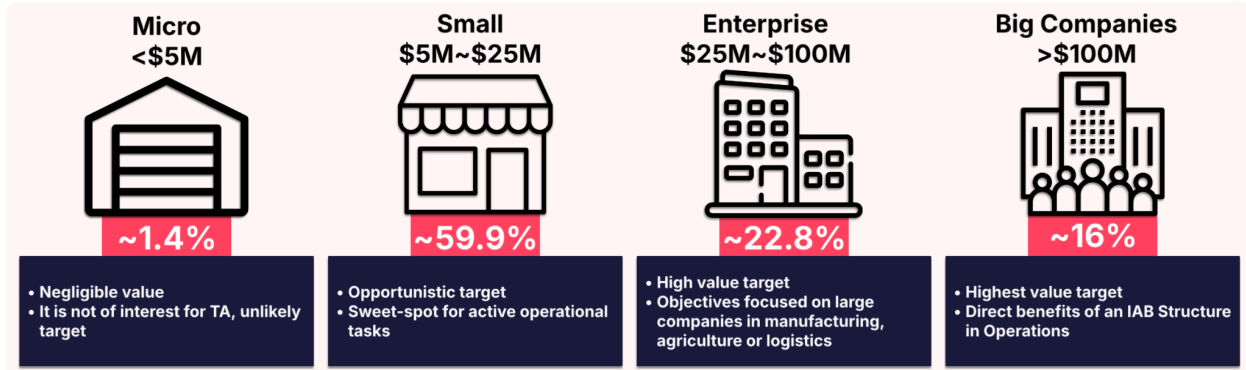 Micro
<$5M
Small
$5M~$25M
Enterprise
$25M~$100M
Big Companies
>$100M
~1.4%
~59.9%
~22.8%
~16%
• Negligible value
• It is not of interest for TA, unlikely
target
• Opportunistic target
• Sweet-spot for active operational
tasks
• High value target
• Objectives focused on large
companies in manufacturing,
agriculture or logistics
• Highest value target
• Direct benefits of an IAB Structure
in Operations